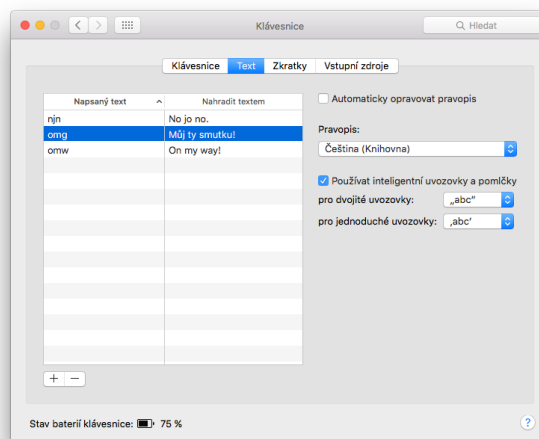 Klávesnice
Hledat
Klávesnice Text Zkratky Vstupní zdroje
Napsaný text Nahradit textem
njn No jo no.
omg Můj ty smutku!
omw On my way!
Automaticky opravovat pravopis
Pravopis:
Čeština (Knihovna)
Používat inteligentní uvozovky a pomlčky
pro dvojité uvozovky: „abc“
pro jednoduché uvozovky: ‚abc‘
+ −
Stav baterií klávesnice: 75 %
?